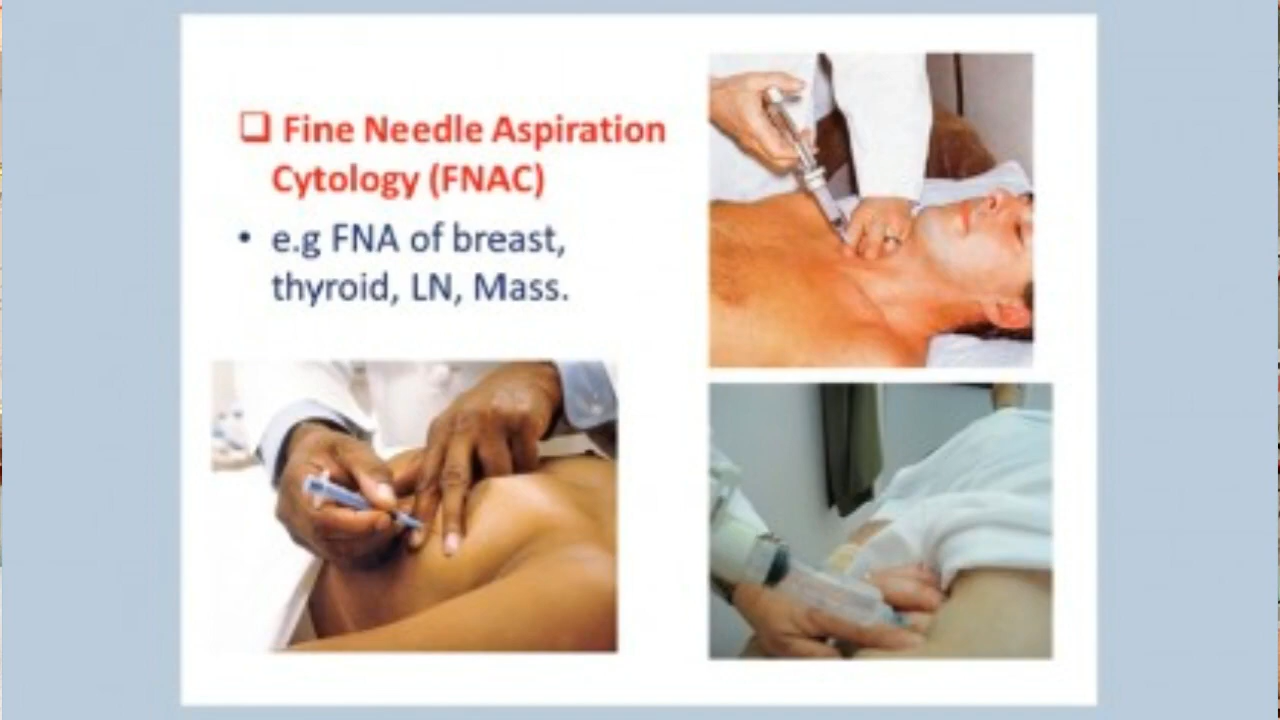 ❑ Fine Needle Aspiration
Cytology (FNAC)
• e.g FNA of breast,
thyroid, LN, Mass.